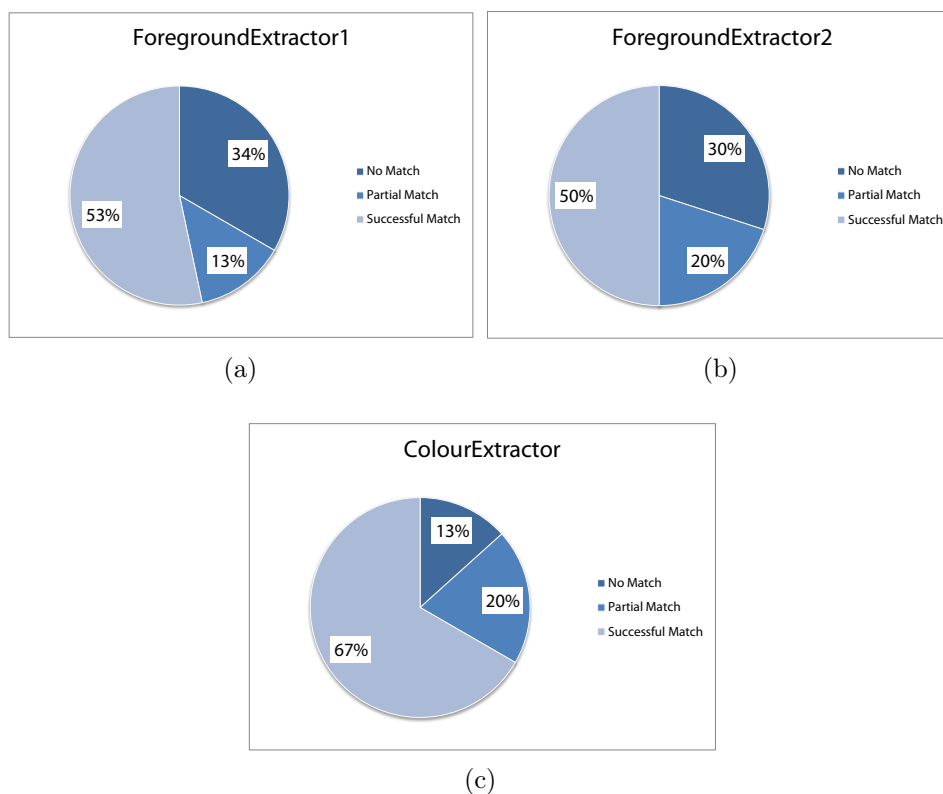 ForegroundExtractor1
34%
53%
13%
No Match
Partial Match
Successful Match
(a)
ForegroundExtractor2
30%
50%
20%
No Match
Partial Match
Successful Match
(b)
ColourExtractor
13%
20%
67%
No Match
Partial Match
Successful Match
(c)